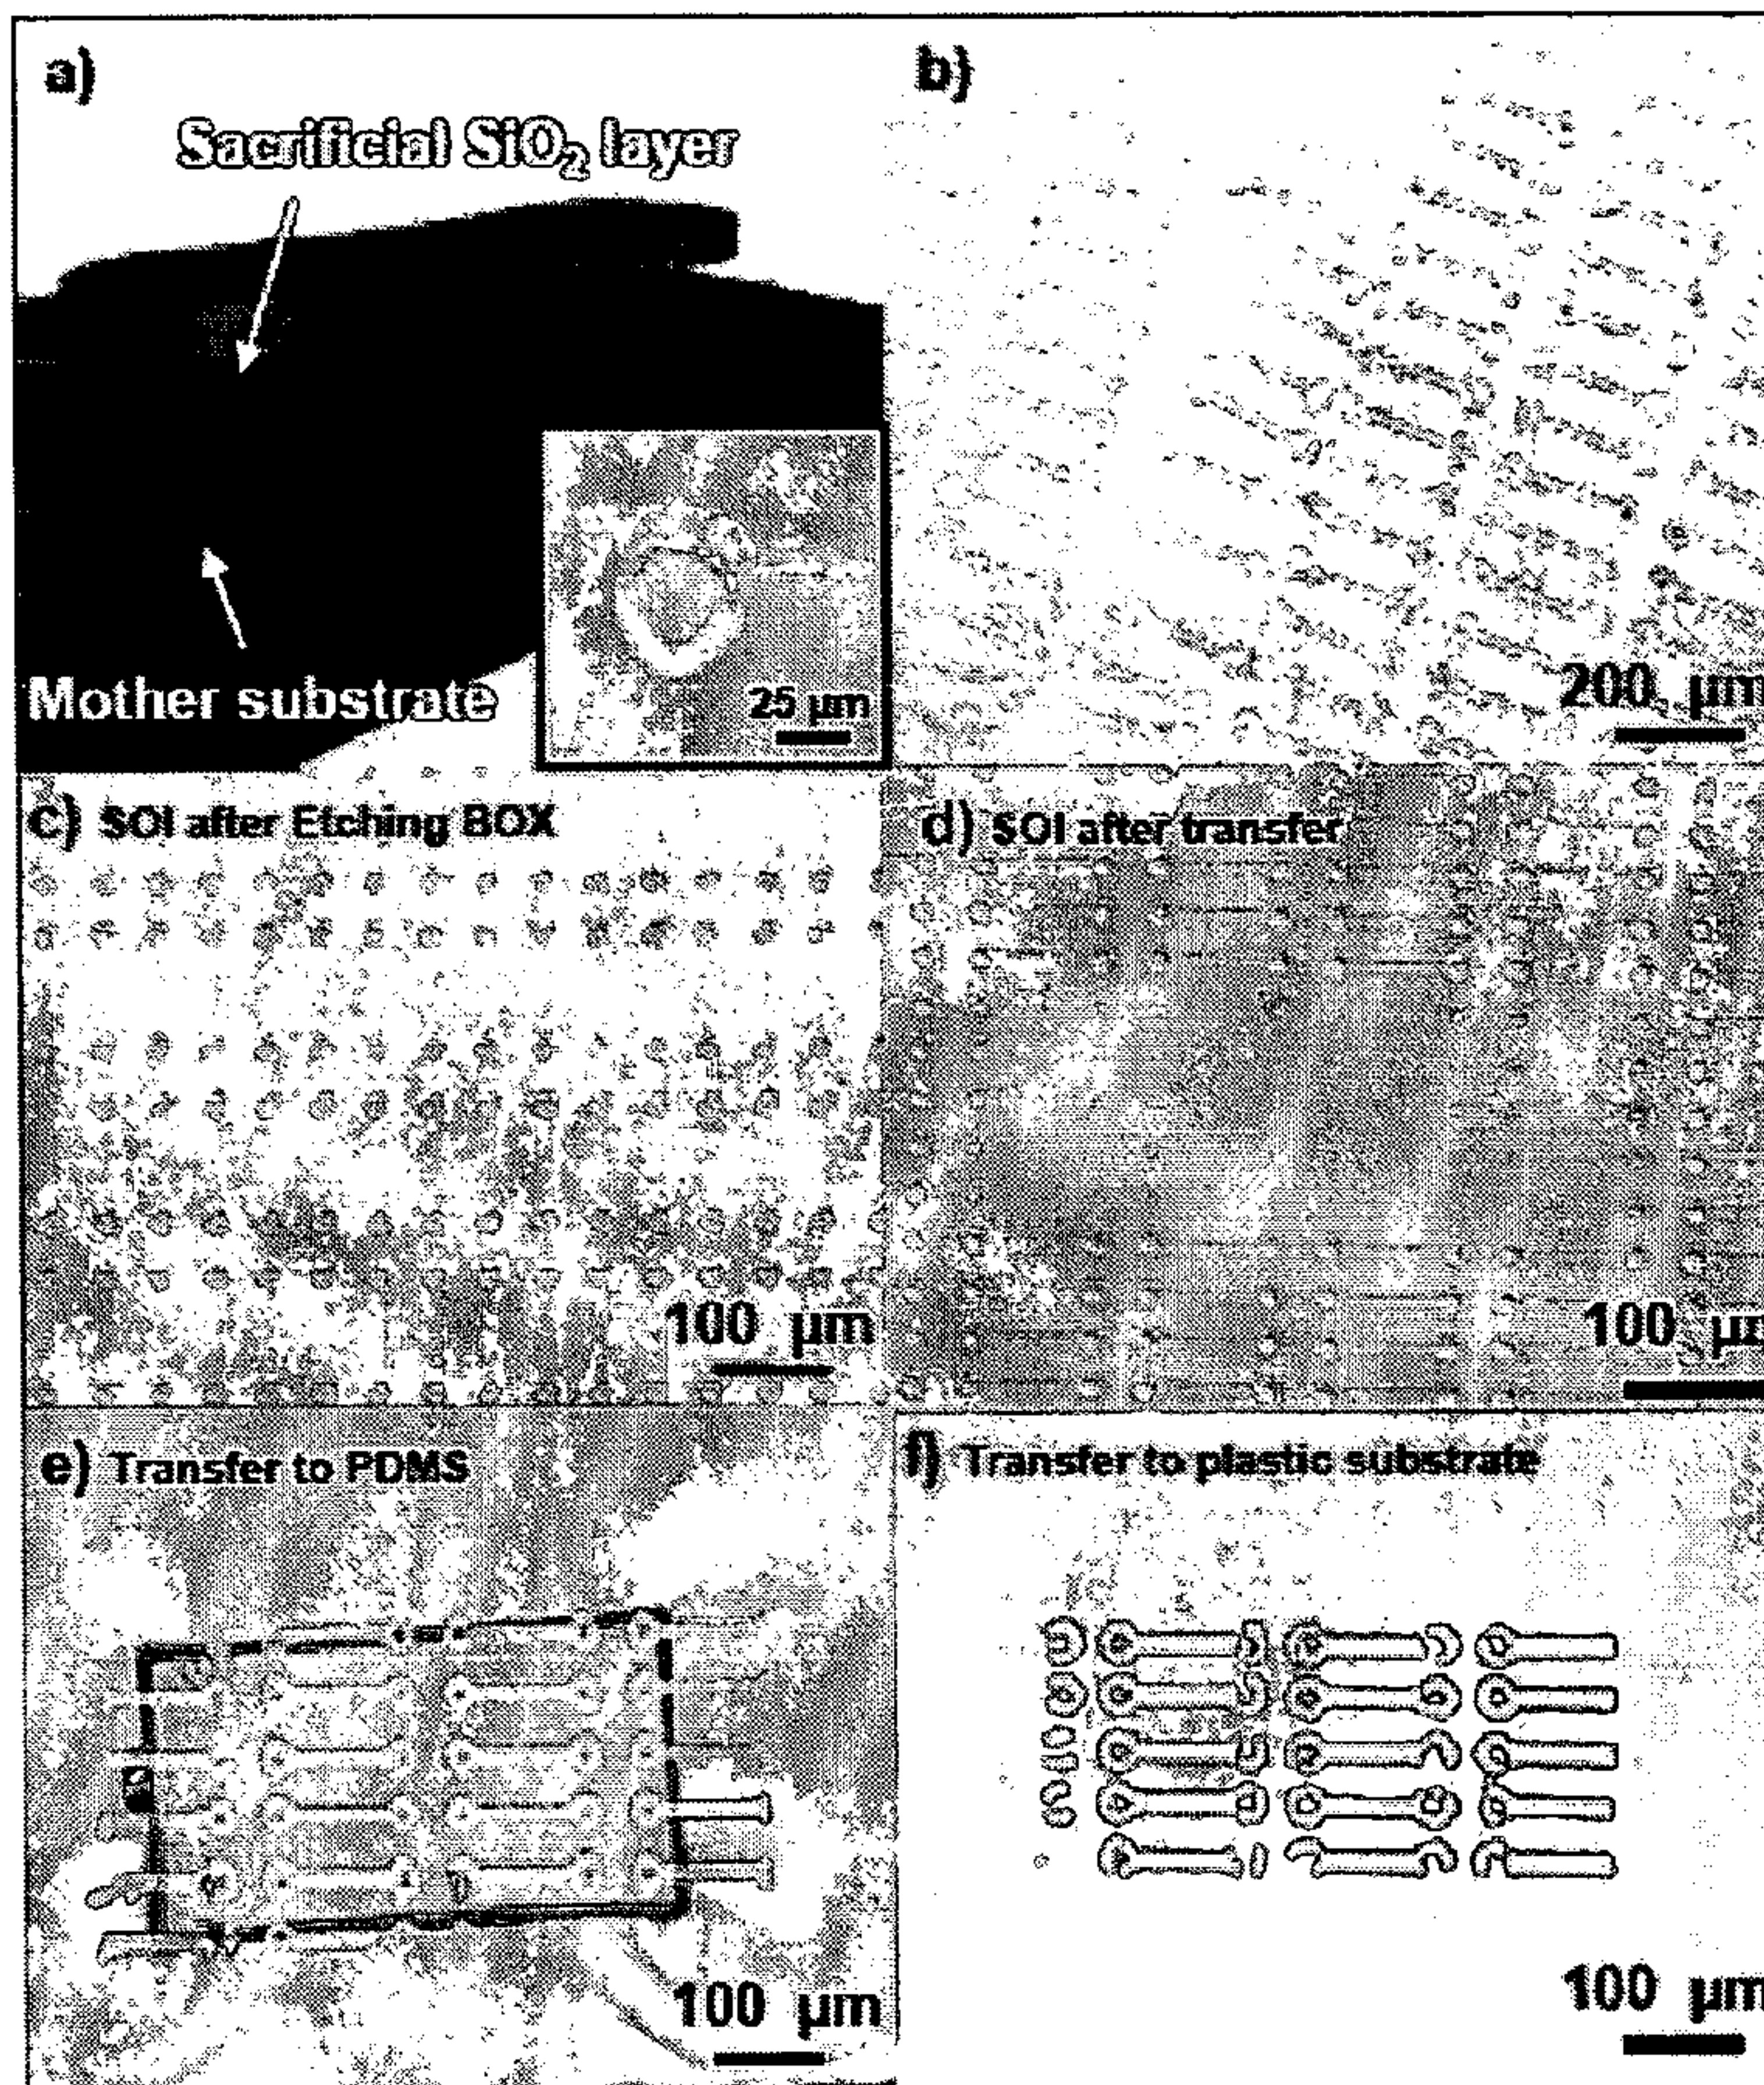 a)
Sacrificial SiO₂ layer
Mother substrate
25 µm
b)
200 µm
c) SOI after Etching BOX
100 µm
d) SOI after transfer
100 µ
e) Transfer to PDMS
100 µm
f) Transfer to plastic substrate
100 µm